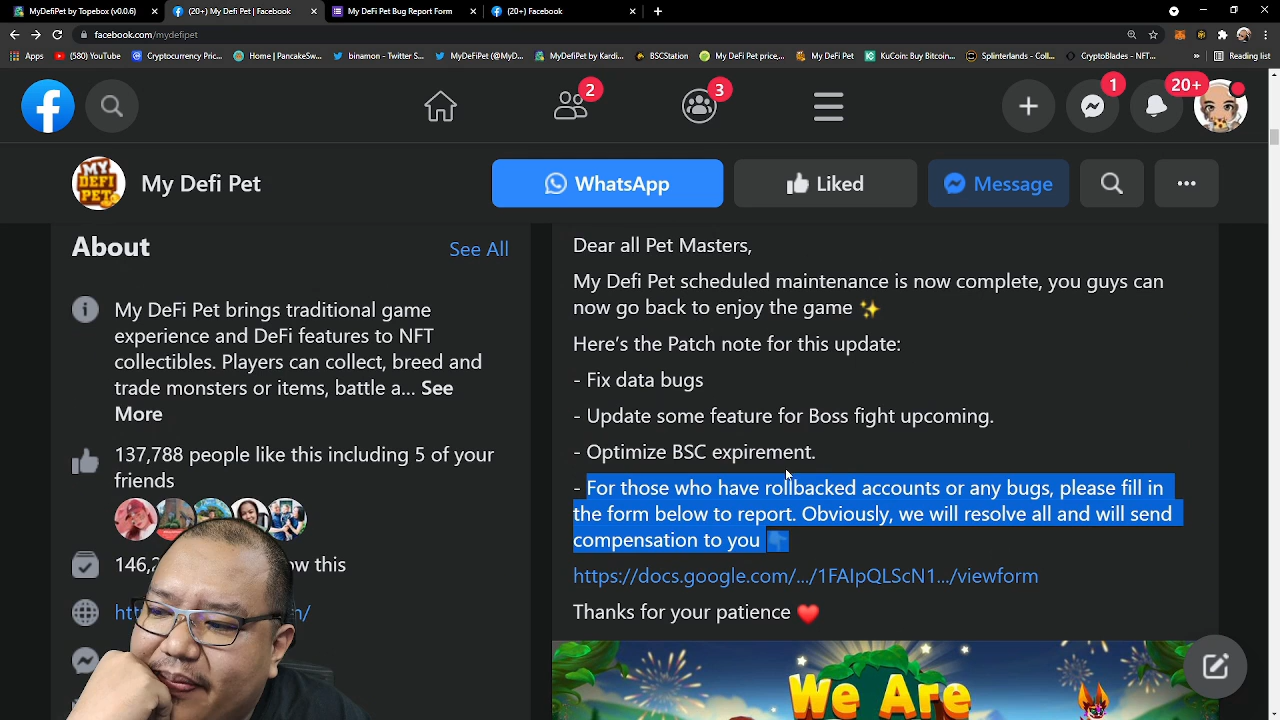 MyDefiPet by Topebox (v0.0.6)
(20+) My Defi Pet | Facebook
My DeFi Pet Bug Report Form
(20+) Facebook
facebook.com/mydefipet
Apps
(580) YouTube
Cryptocurrency Pric...
Home | PancakeSw...
binamon - Twitter S...
MyDeFiPet (@MyD...
MyDefiPet by Kardi...
BSCStation
My DeFi Pet price,...
My DeFi Pet
KuCoin: Buy Bitcoin...
Splinterlands - Coll...
CryptoBlades - NFT...
»
Reading list
2
3
1
20+
MY DEFI PET
My Defi Pet
WhatsApp
Liked
Message
About
See All
My DeFi Pet brings traditional game
experience and DeFi features to NFT
collectibles. Players can collect, breed and
trade monsters or items, battle a... See
More
137,788 people like this including 5 of your
friends
this
Dear all Pet Masters,
My Defi Pet scheduled maintenance is now complete, you guys can
now go back to enjoy the game ✨
Here's the Patch note for this update:
- Fix data bugs
- Update some feature for Boss fight upcoming.
- Optimize BSC expirement.
- For those who have rollbacked accounts or any bugs, please fill in
the form below to report. Obviously, we will resolve all and will send
compensation to you 👇
https://docs.google.com/.../1FAIpQLScN1.../viewform
Thanks for your patience ❤️
We Are